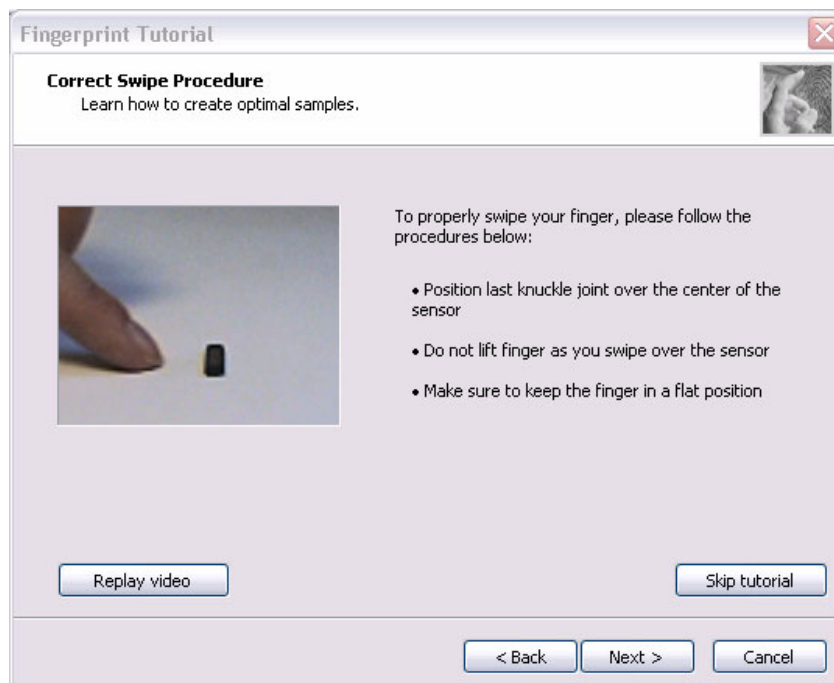 Fingerprint Tutorial
Correct Swipe Procedure
Learn how to create optimal samples.
To properly swipe your finger, please follow the
procedures below:
• Position last knuckle joint over the center of the
sensor
• Do not lift finger as you swipe over the sensor
• Make sure to keep the finger in a flat position
Replay video
Skip tutorial
< Back
Next >
Cancel